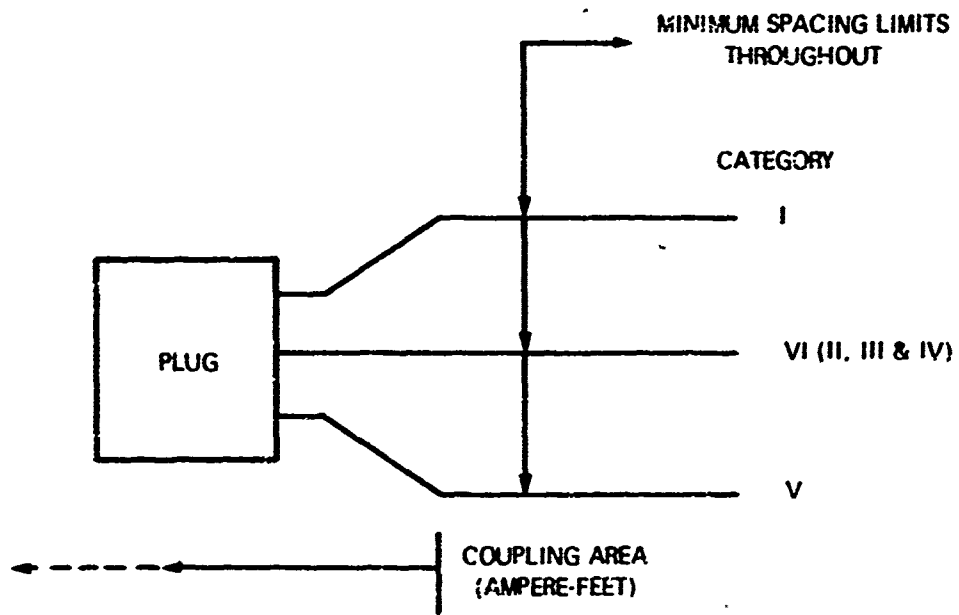 MINIMUM SPACING LIMITS
THROUGHOUT
CATEGORY
I
PLUG
VI (II, III & IV)
V
COUPLING AREA
(AMPERE-FEET)